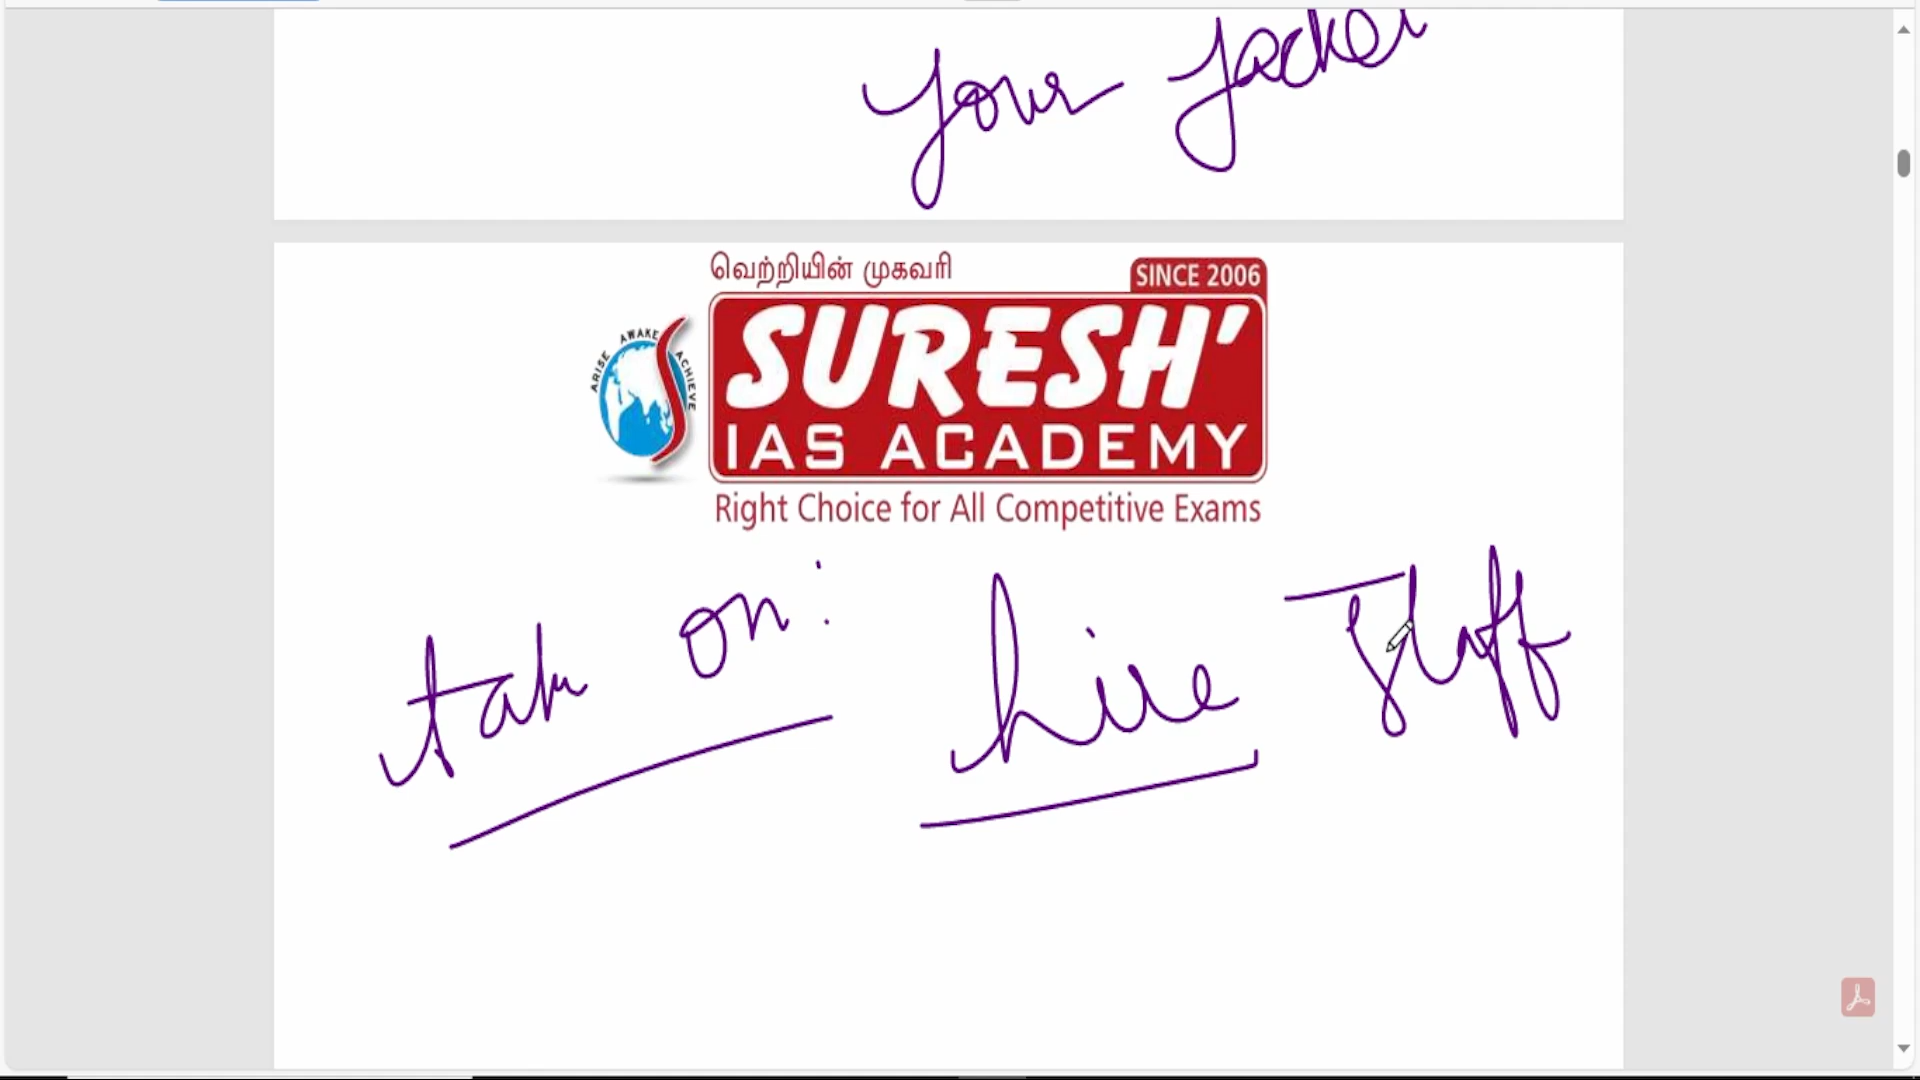 your jacket
வெற்றியின் முகவரி
SINCE 2006
ARISE AWAKE ACHIEVE
SURESH'
IAS ACADEMY
Right Choice for All Competitive Exams
take on : hire staff